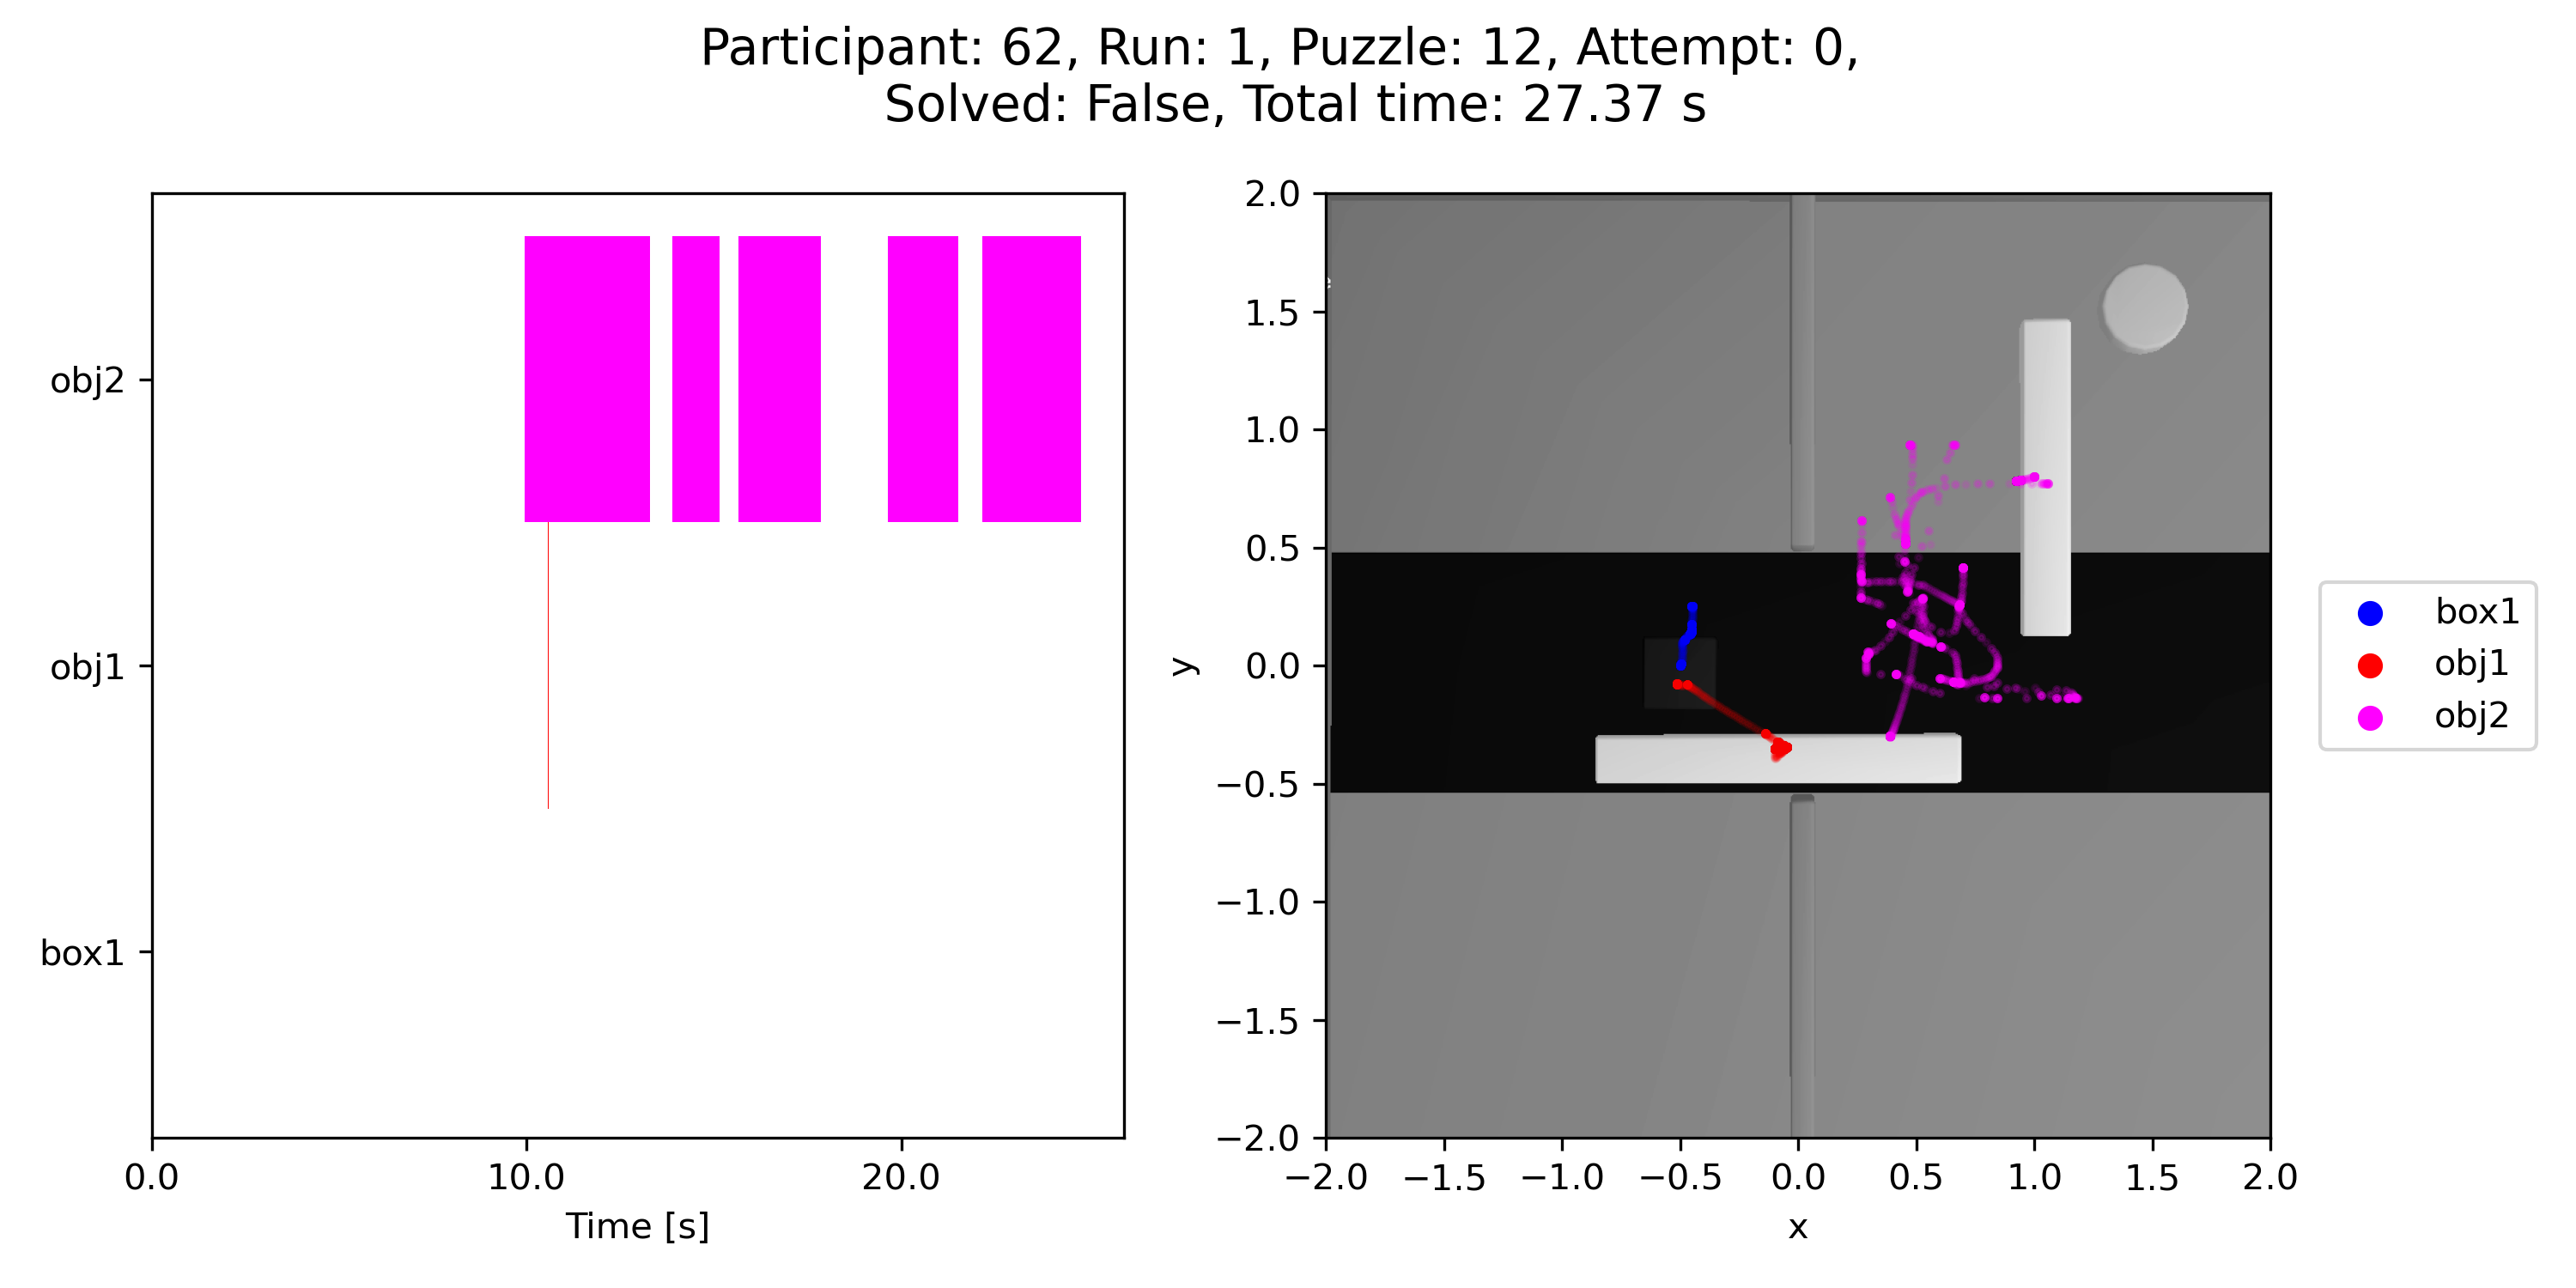 Participant: 62, Run: 1, Puzzle: 12, Attempt: 0,
Solved: False, Total time: 27.37 s
obj2
obj1
box1
0.0 10.0 20.0
Time [s]
2.0
1.5
1.0
0.5
0.0
−0.5
−1.0
−1.5
−2.0
y
−2.0 −1.5 −1.0 −0.5 0.0 0.5 1.0 1.5 2.0
x
box1
obj1
obj2